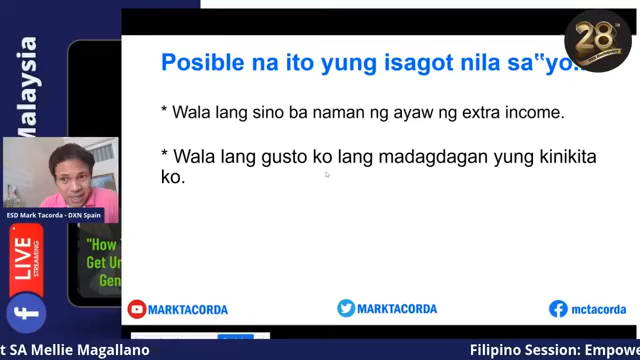 Malaysia
28
Posible na ito yung isagot nila sa‟yo..
* Wala lang sino ba naman ng ayaw ng extra income.
* Wala lang gusto ko lang madagdagan yung kinikita
ko.
ESD Mark Tacorda - DXN Spain
LIVE
STREAMING
"How
Get Un
Gen
MARKTACORDA
MARKTACORDA
mctacorda
t SA Mellie Magallano
Filipino Session: Empowe